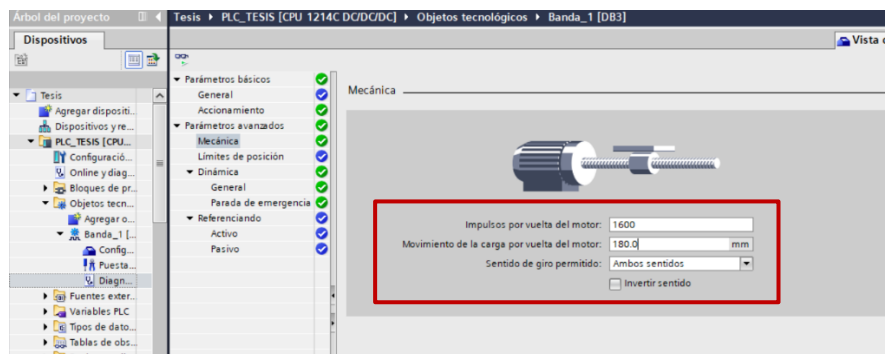 Árbol del proyecto
Tesis ▸ PLC_TESIS [CPU 1214C DC/DC/DC] ▸ Objetos tecnológicos ▸ Banda_1 [DB3]
Dispositivos
Vista
Tesis
Agregar dispositi...
Dispositivos y re...
PLC_TESIS [CPU...
Configuració...
Online y diag...
Bloques de pr...
Objetos tecn...
Agregar o...
Banda_1 [...
Config...
Puesta...
Diagn...
Fuentes exter...
Variables PLC
Tipos de dato...
Tablas de obs...
Parámetros básicos
General
Accionamiento
Parámetros avanzados
Mecánica
Límites de posición
Dinámica
General
Parada de emergencia
Referenciando
Activo
Pasivo
Mecánica
Impulsos por vuelta del motor: 1600
Movimiento de la carga por vuelta del motor: 180.0 mm
Sentido de giro permitido: Ambos sentidos
Invertir sentido